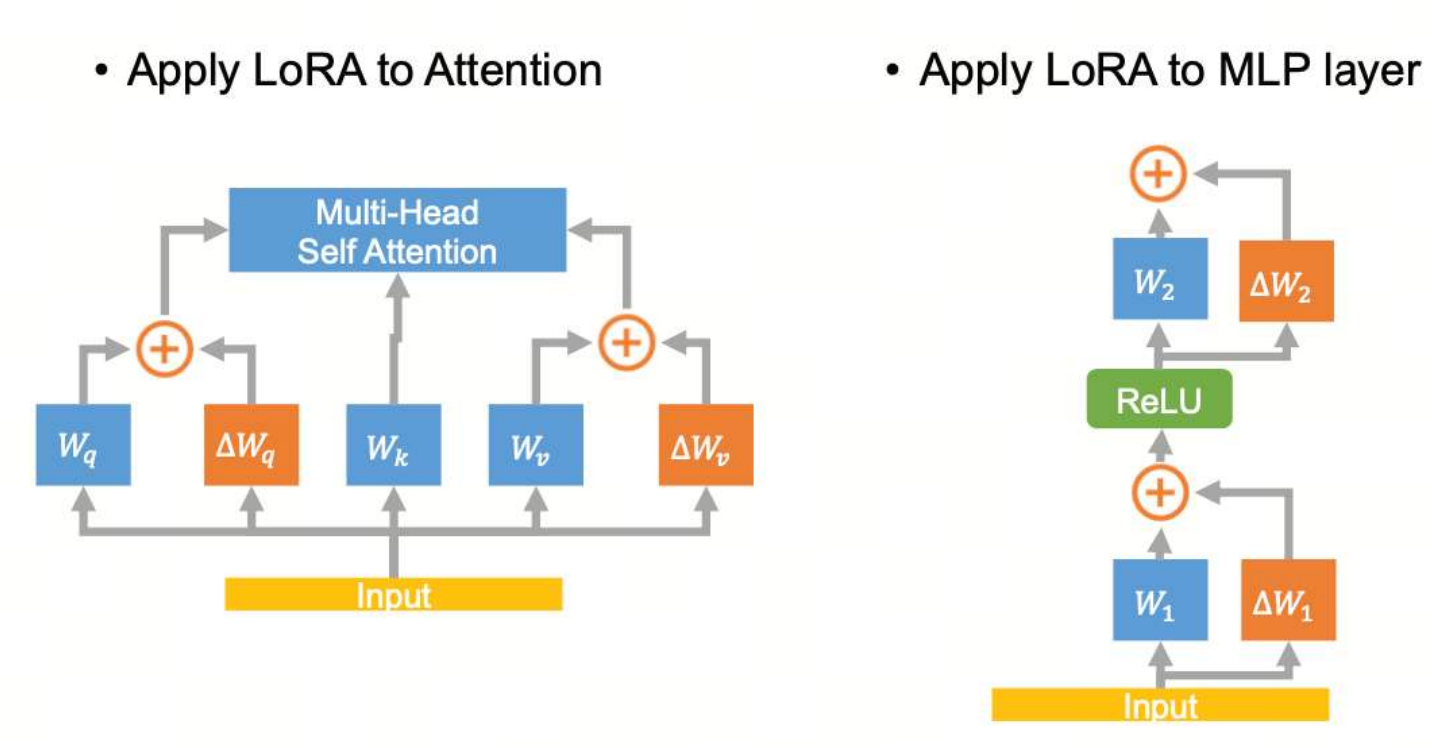 • Apply LoRA to Attention
Multi-Head
Self Attention
W_q
ΔW_q
W_k
W_v
ΔW_v
Input
• Apply LoRA to MLP layer
W_2
ΔW_2
ReLU
W_1
ΔW_1
Input